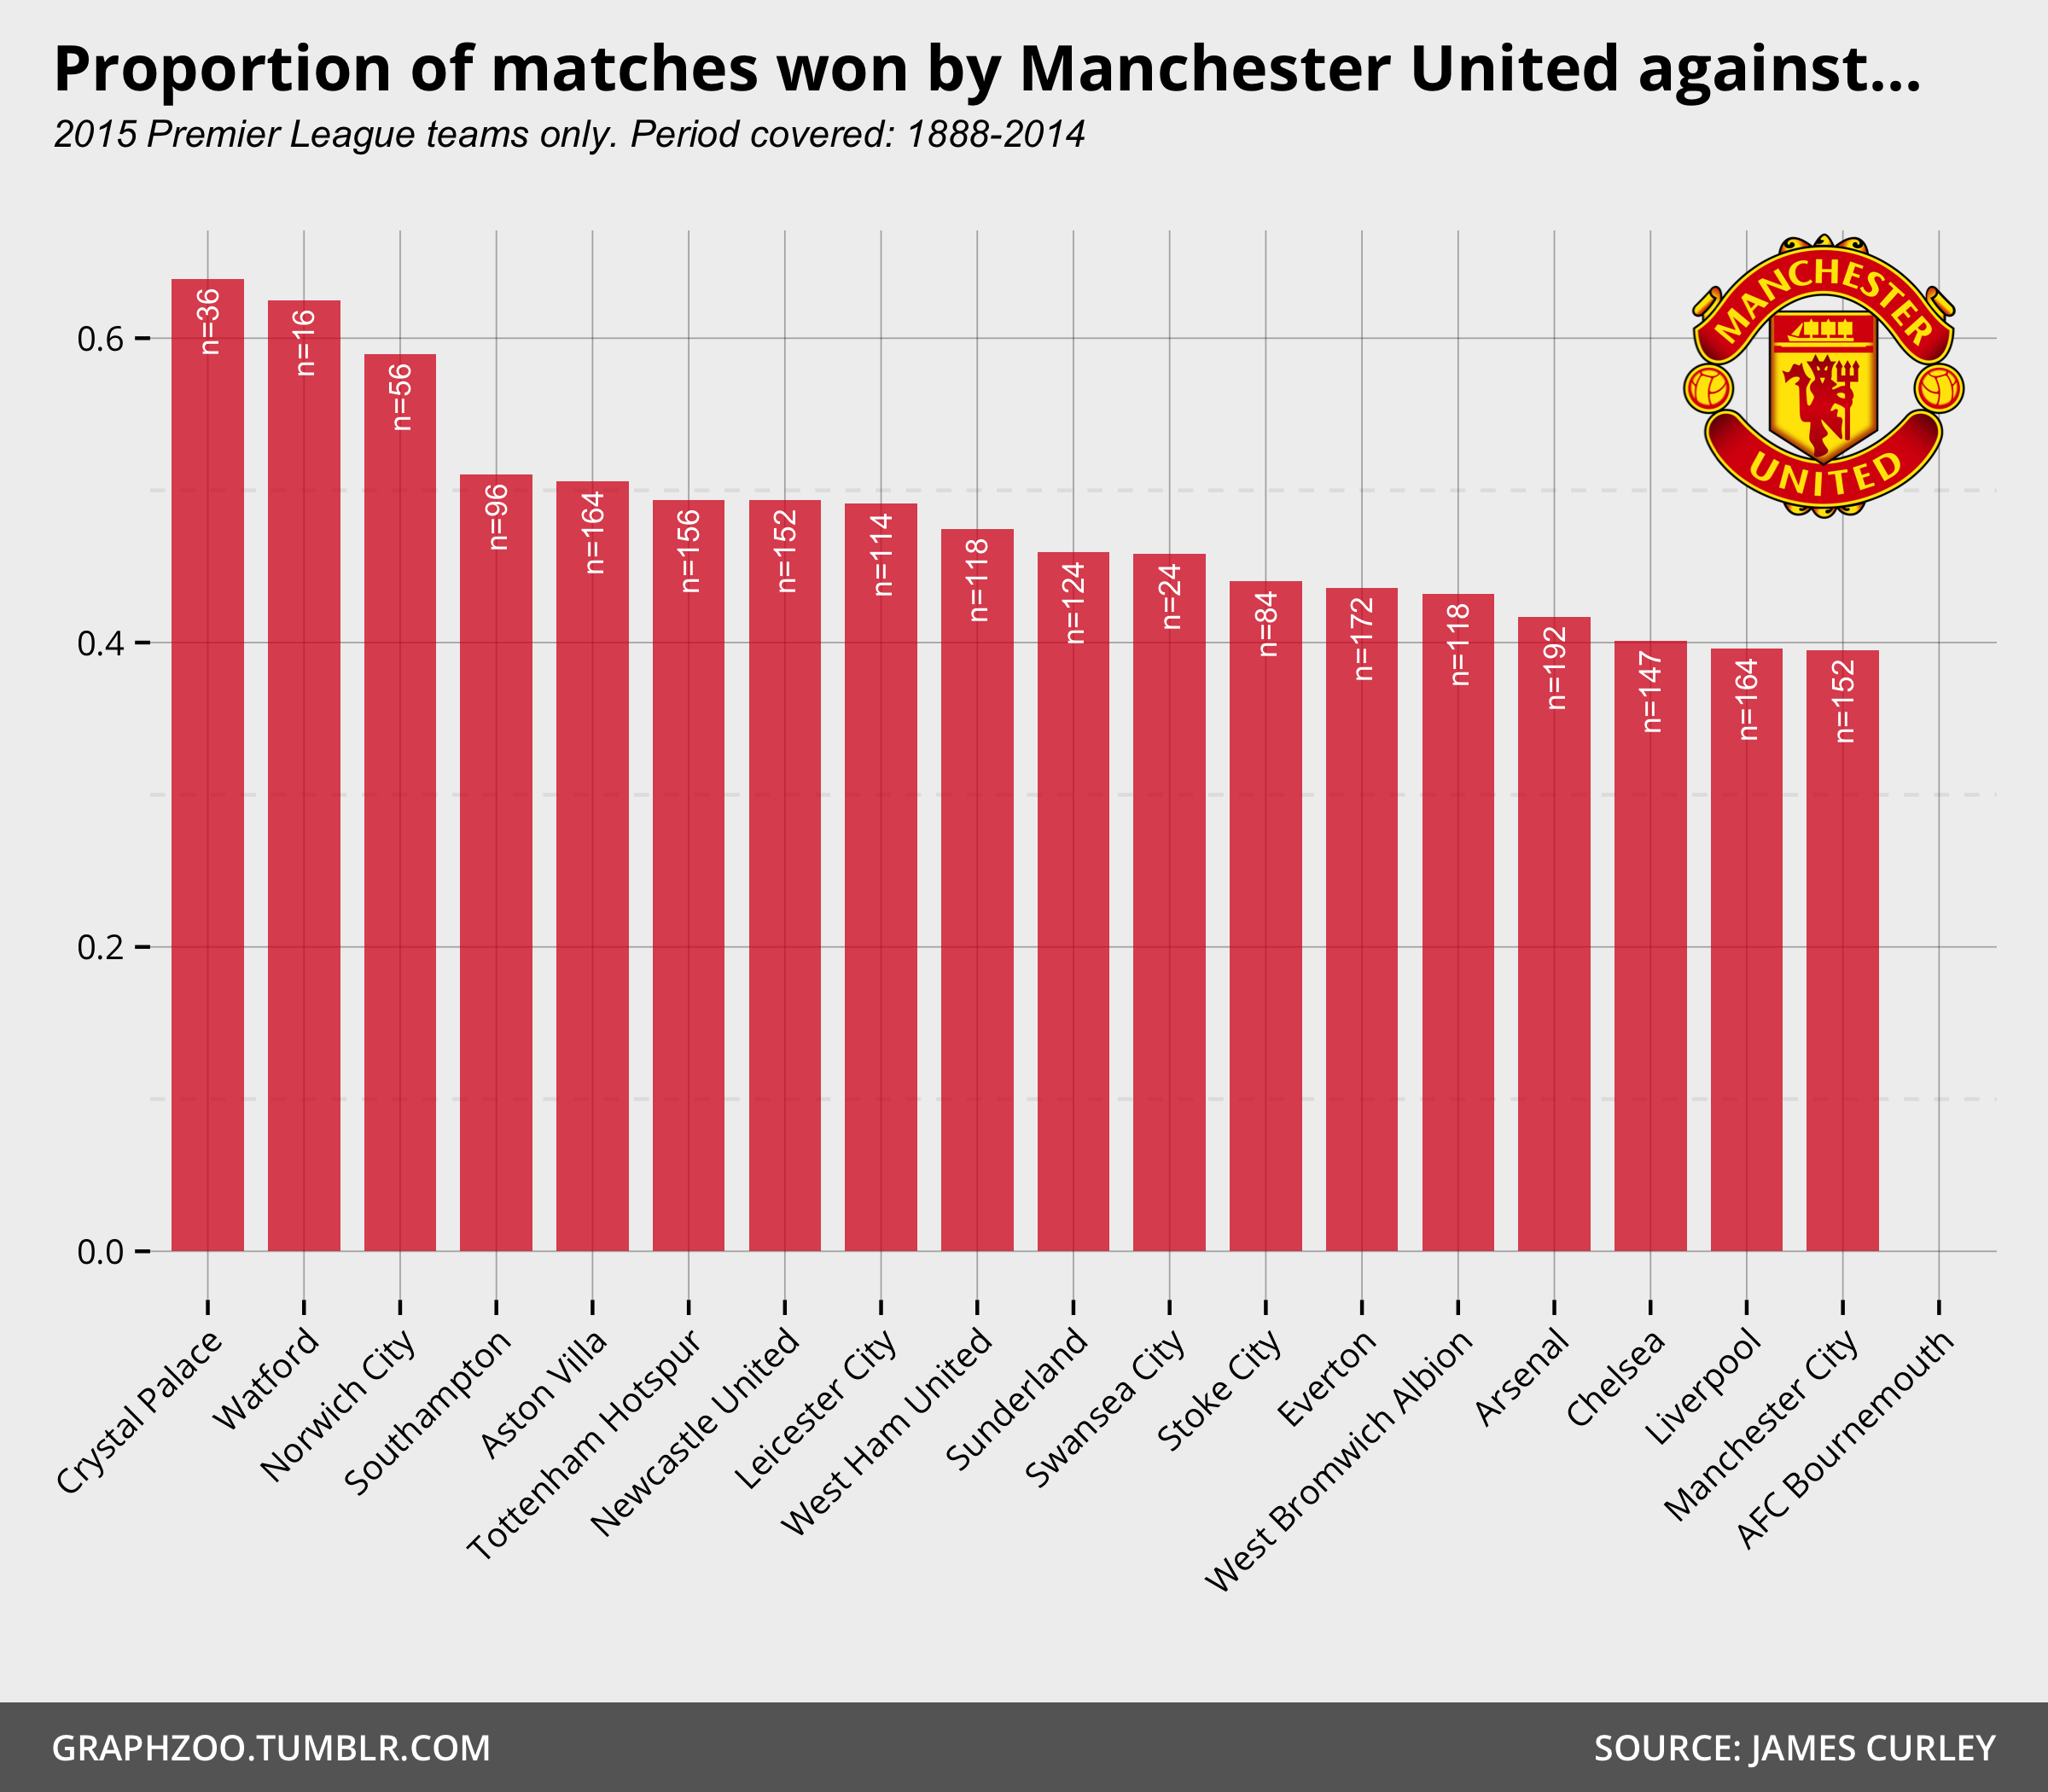 Proportion of matches won by Manchester United against...
2015 Premier League teams only. Period covered: 1888-2014
MANCHESTER
UNITED
0.6
0.4
0.2
0.0
n=36
n=16
n=56
n=96
n=164
n=156
n=152
n=114
n=118
n=124
n=24
n=84
n=172
n=118
n=192
n=147
n=164
n=152
Crystal Palace
Watford
Norwich City
Southampton
Aston Villa
Tottenham Hotspur
Newcastle United
Leicester City
West Ham United
Sunderland
Swansea City
Stoke City
Everton
West Bromwich Albion
Arsenal
Chelsea
Liverpool
Manchester City
AFC Bournemouth
GRAPHZOO.TUMBLR.COM
SOURCE: JAMES CURLEY